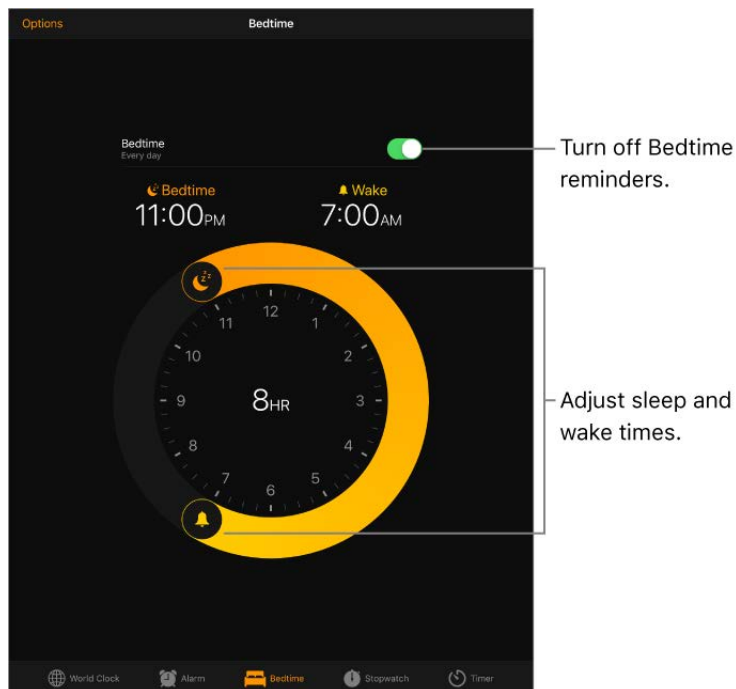 Options
Bedtime
Bedtime
Every day
Turn off Bedtime
reminders.
zzz Bedtime
Wake
11:00PM
7:00AM
12
1
2
3
4
5
6
7
8
9
10
11
8HR
Adjust sleep and
wake times.
World Clock
Alarm
Bedtime
Stopwatch
Timer